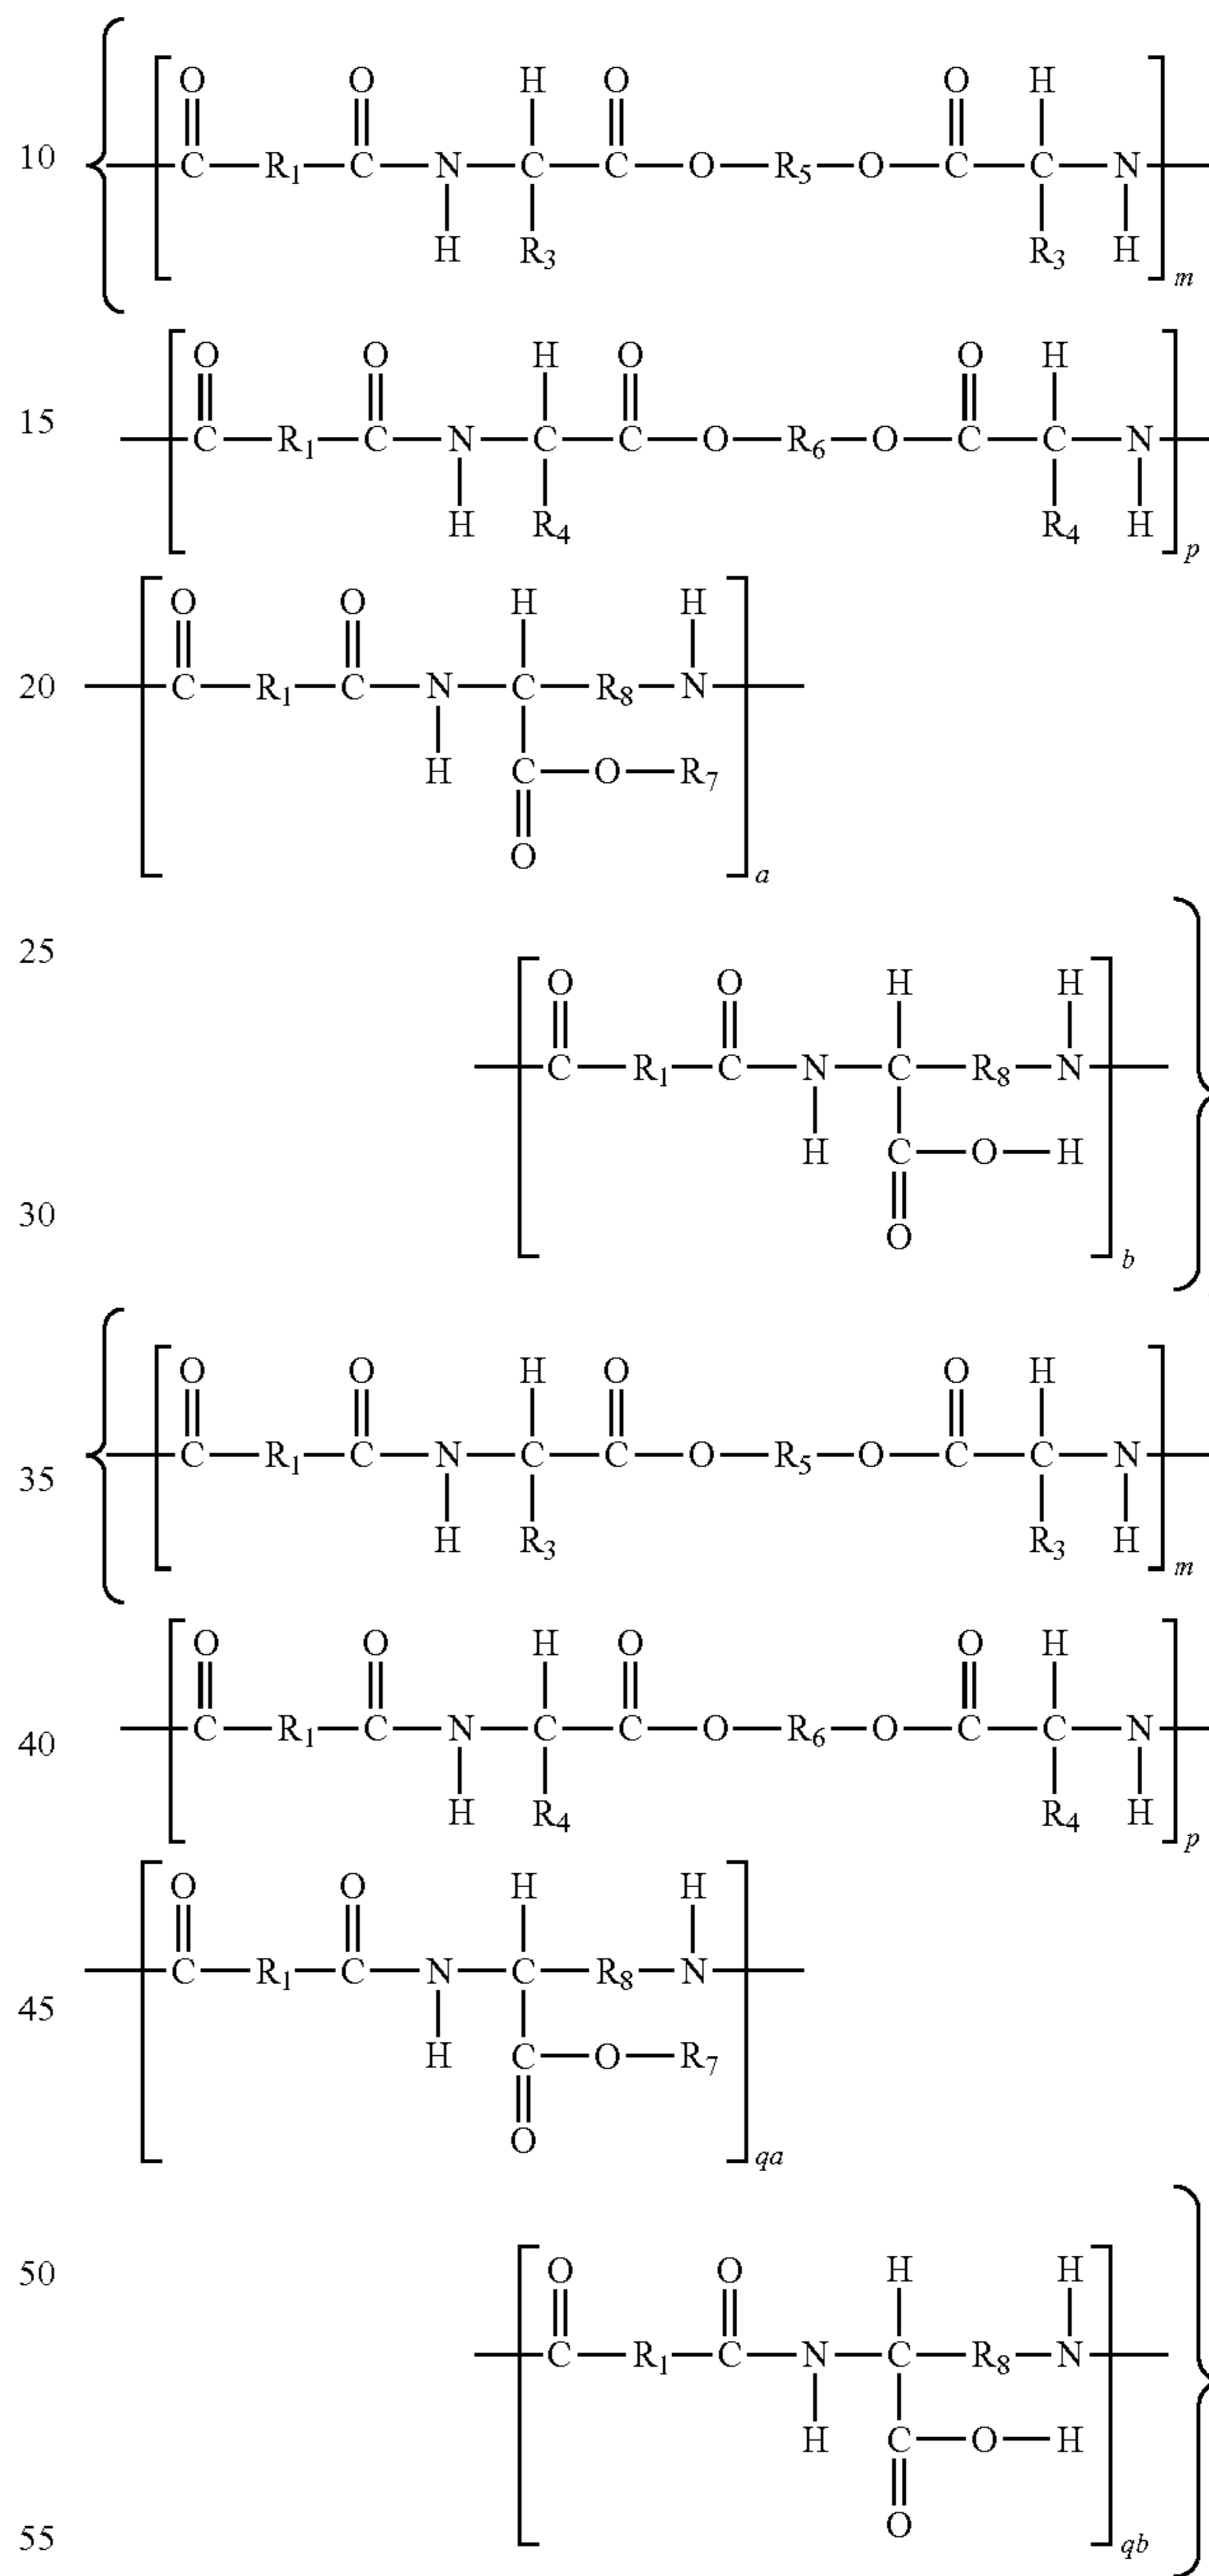 O O H O O H
10 C R1 C N C C O R5 O C C N
H R3 R3 H m
O O H O O H
15 C R1 C N C C O R6 O C C N
H R4 R4 H p
O O H H
20 C R1 C N C R8 N
H C O R7
O a
25
O O H H
C R1 C N C R8 N
H C O H
30 O b
O O H O O H
35 C R1 C N C C O R5 O C C N
H R3 R3 H m
O O H O O H
40 C R1 C N C C O R6 O C C N
H R4 R4 H p
O O H H
C R1 C N C R8 N
45 H C O R7
O qa
50 O O H H
C R1 C N C R8 N
H C O H
55 O qb